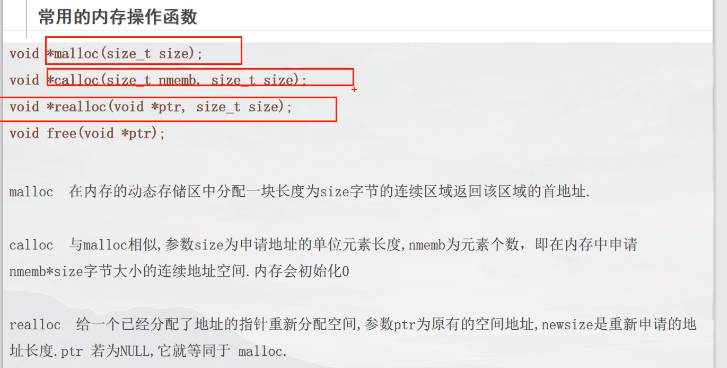 常用的内存操作函数
void *malloc(size_t size);
void *calloc(size_t nmemb, size_t size);
void *realloc(void *ptr, size_t size);
void free(void *ptr);
malloc 在内存的动态存储区中分配一块长度为size字节的连续区域返回该区域的首地址.
calloc 与malloc相似,参数size为申请地址的单位元素长度,nmemb为元素个数，即在内存中申请
nmemb*size字节大小的连续地址空间.内存会初始化0
realloc 给一个已经分配了地址的指针重新分配空间,参数ptr为原有的空间地址,newsize是重新申请的地
址长度.ptr 若为NULL,它就等同于 malloc.